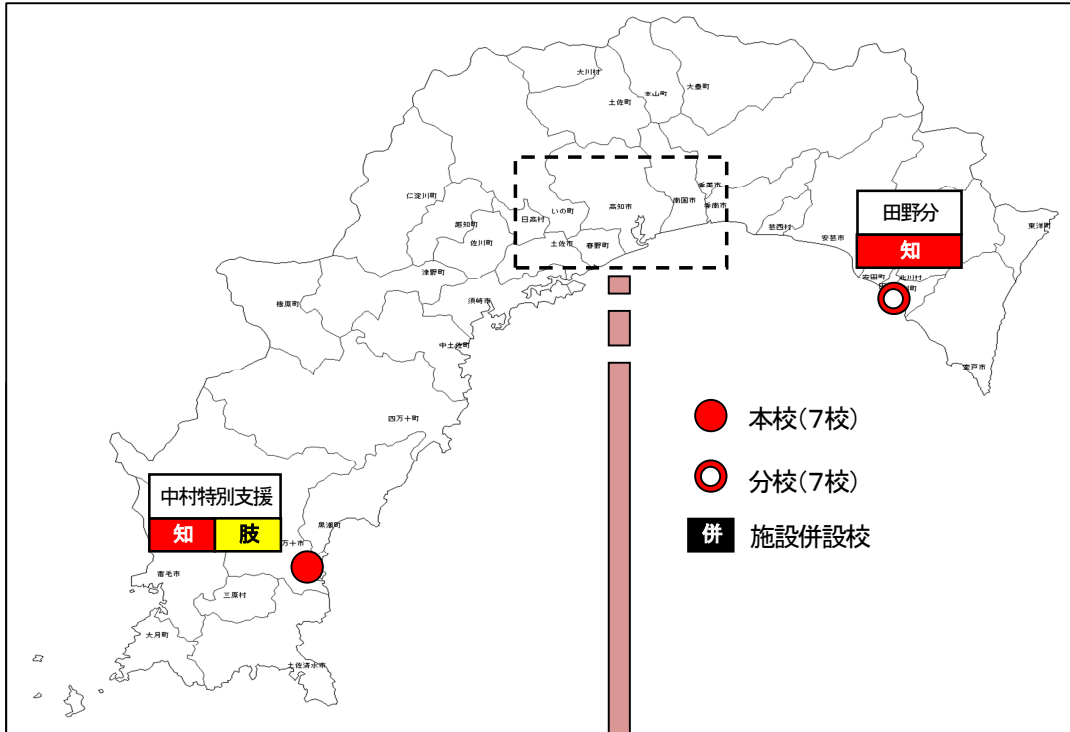 大川村
本山町
大豊町
土佐町
仁淀川町
いの町
高知市
南国市
香美市
香南市
日高村
越知町
佐川町
土佐市
春野町
津野町
檮原町
須崎市
中土佐町
四万十町
芸西村
安芸市
田野分
知
東洋町
安田町
北川村
室戸市
中村特別支援
知 肢
黒潮町
万十市
宿毛市
三原村
大月町
土佐清水市
本校(7校)
分校(7校)
併 施設併設校